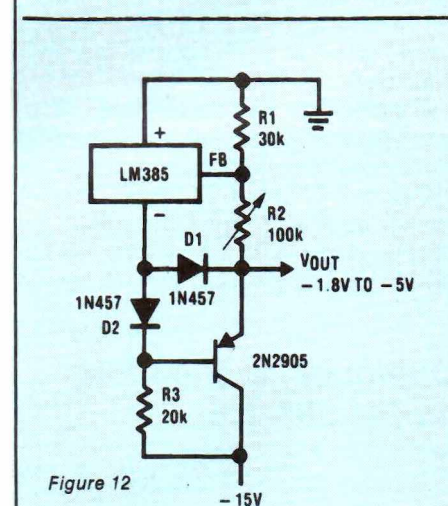 R1
30k
+
FB
LM385
–
R2
100k
D1
VOUT
–1.8V TO –5V
1N457
1N457
D2
2N2905
R3
20k
Figure 12
–15V